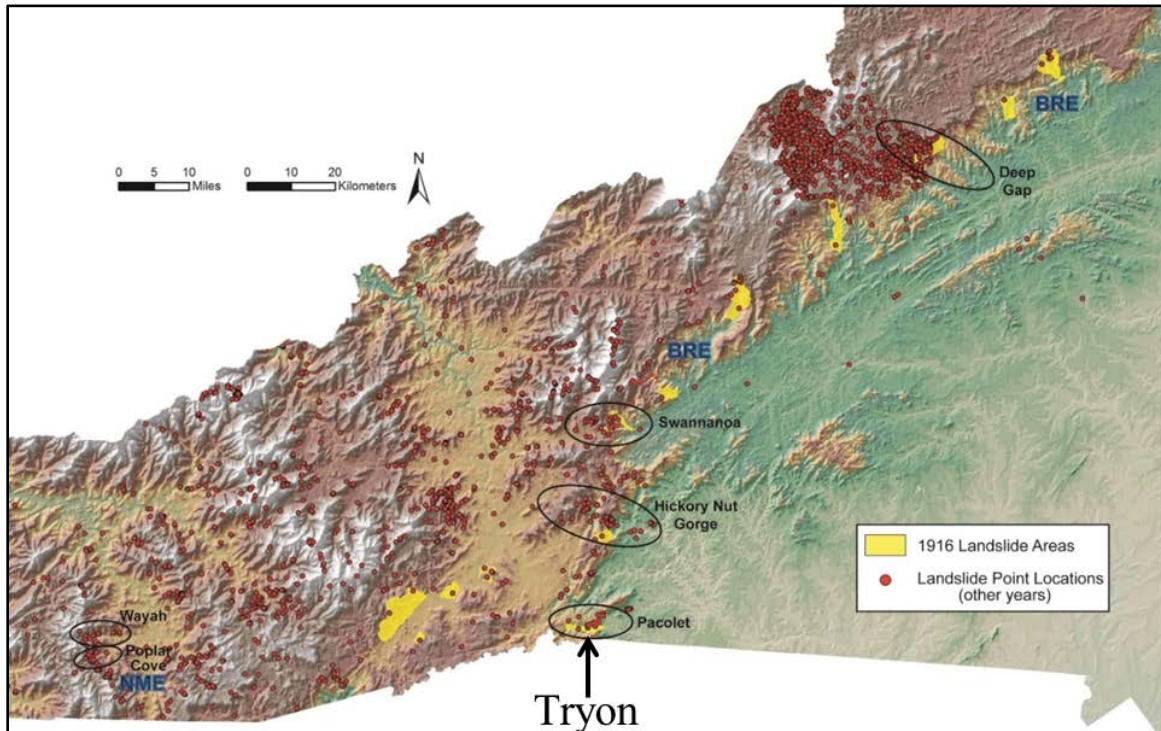 BRE
Deep
Gap
N
0 5 10 Miles
0 10 20 Kilometers
BRE
Swannanoa
Hickory Nut
Gorge
1916 Landslide Areas
Landslide Point Locations
(other years)
Wayah
Poplar
Cove
NME
Pacolet
Tryon